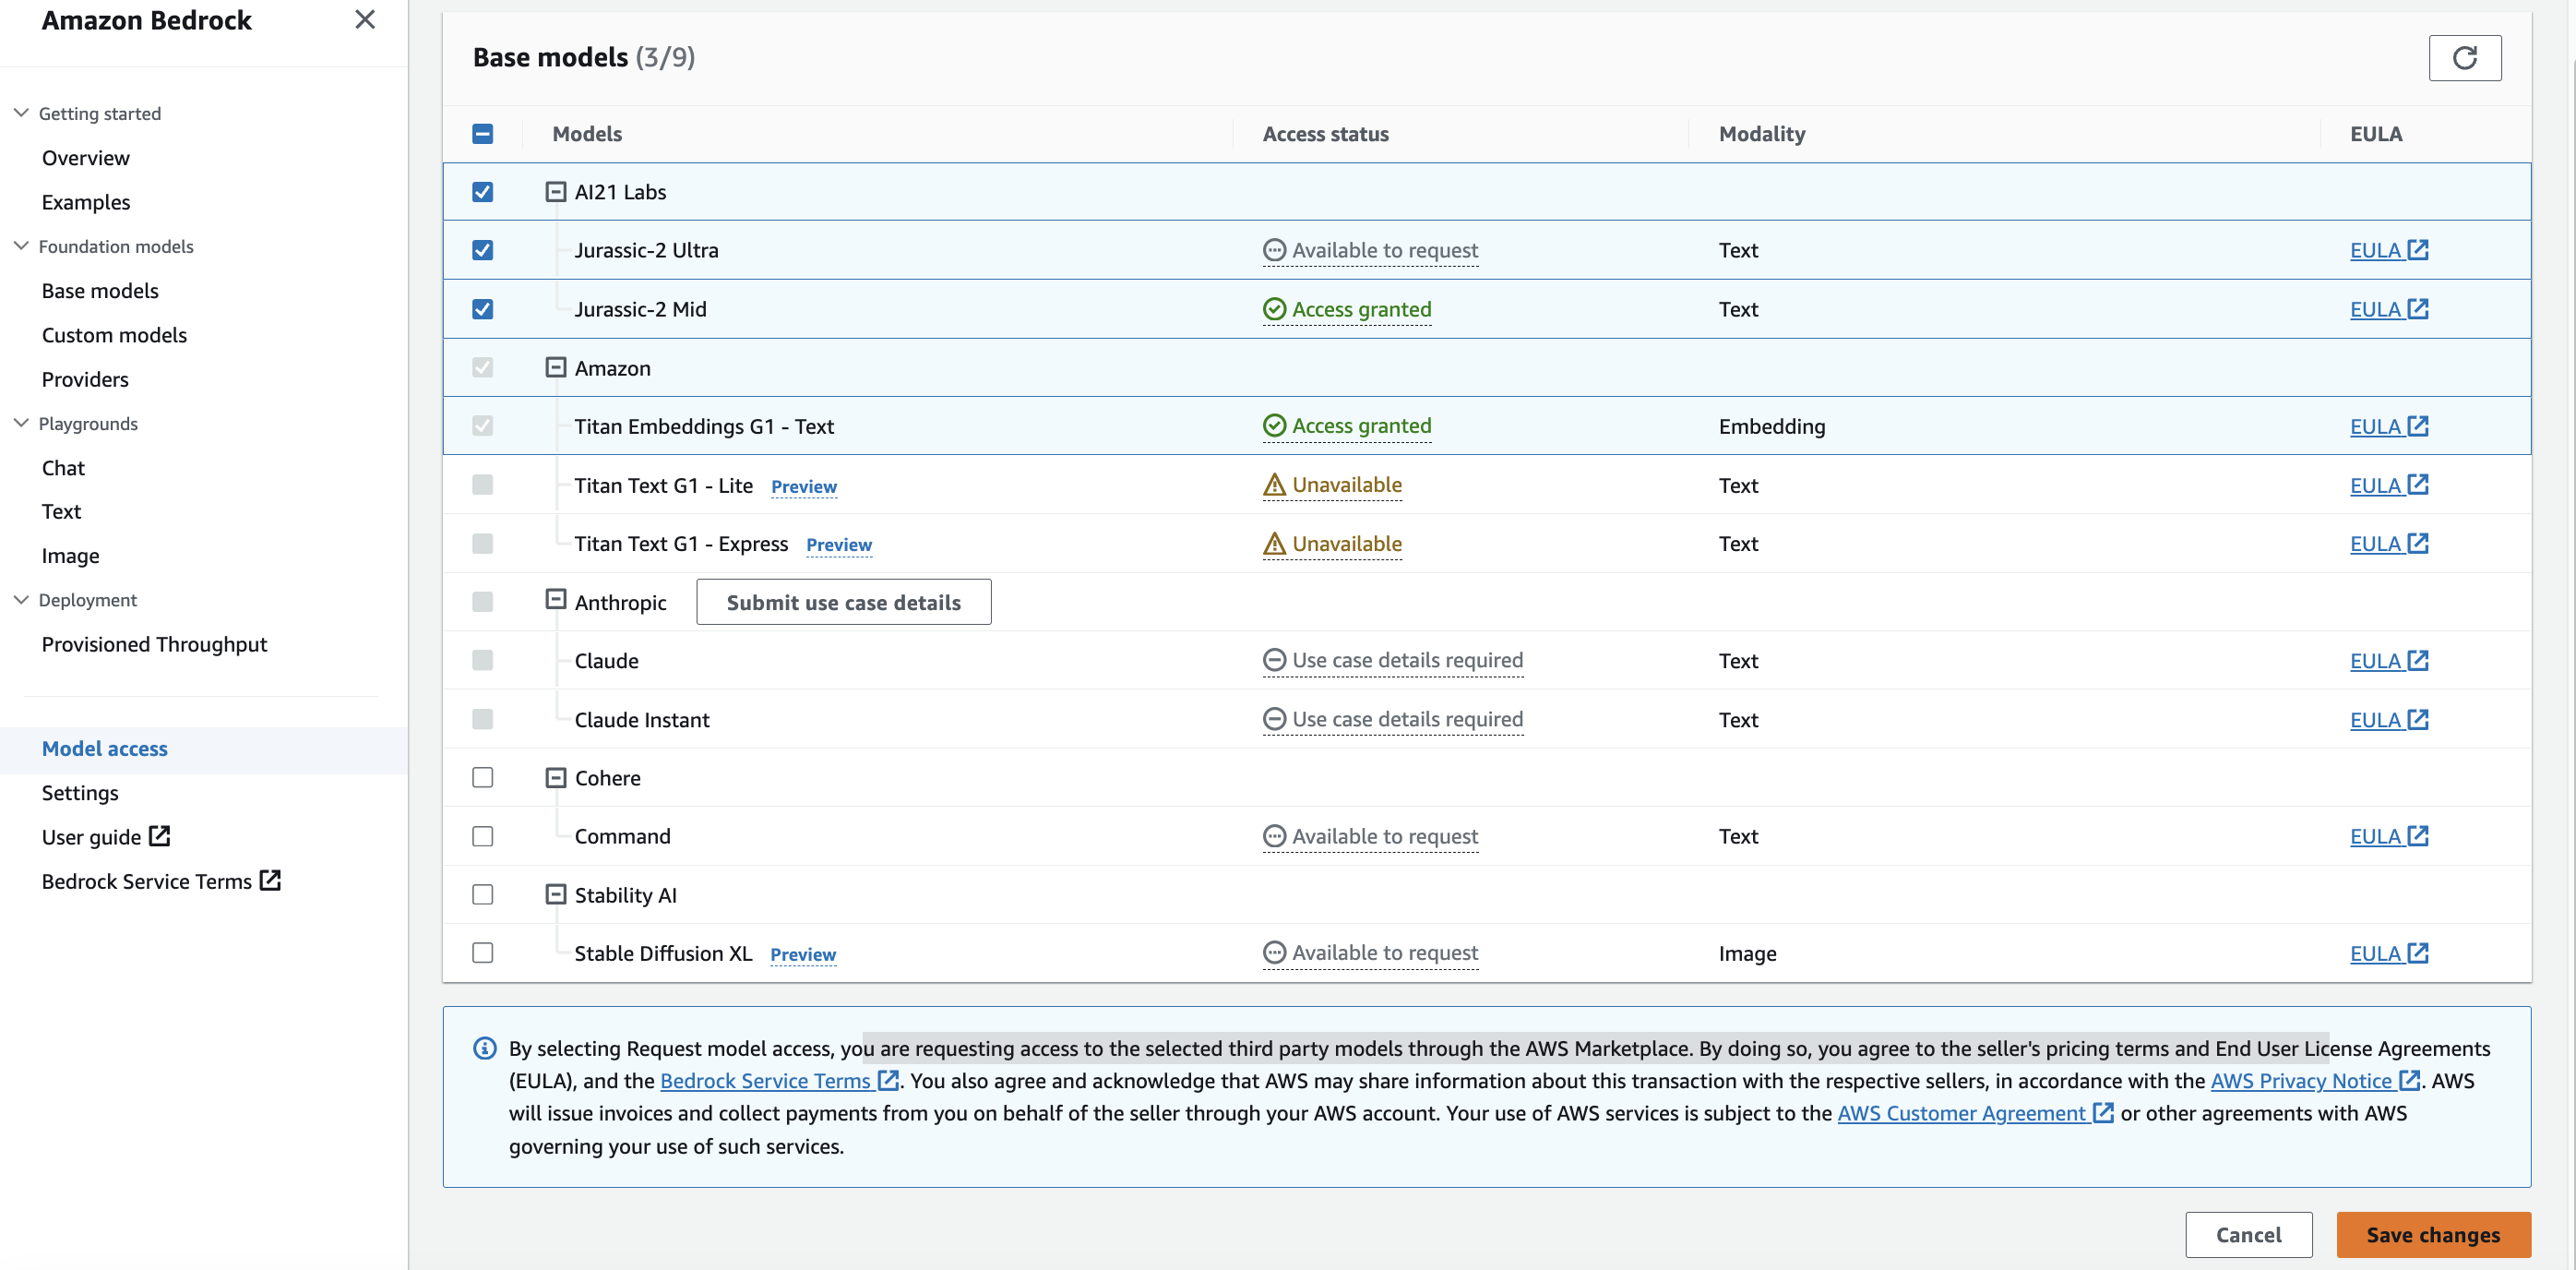 Amazon Bedrock
Getting started
Overview
Examples
Foundation models
Base models
Custom models
Providers
Playgrounds
Chat
Text
Image
Deployment
Provisioned Throughput
Model access
Settings
User guide
Bedrock Service Terms
Base models (3/9)
Models Access status Modality EULA
AI21 Labs
Jurassic-2 Ultra Available to request Text EULA
Jurassic-2 Mid Access granted Text EULA
Amazon
Titan Embeddings G1 - Text Access granted Embedding EULA
Titan Text G1 - Lite Preview Unavailable Text EULA
Titan Text G1 - Express Preview Unavailable Text EULA
Anthropic Submit use case details
Claude Use case details required Text EULA
Claude Instant Use case details required Text EULA
Cohere
Command Available to request Text EULA
Stability AI
Stable Diffusion XL Preview Available to request Image EULA
By selecting Request model access, you are requesting access to the selected third party models through the AWS Marketplace. By doing so, you agree to the seller's pricing terms and End User License Agreements
(EULA), and the Bedrock Service Terms. You also agree and acknowledge that AWS may share information about this transaction with the respective sellers, in accordance with the AWS Privacy Notice. AWS
will issue invoices and collect payments from you on behalf of the seller through your AWS account. Your use of AWS services is subject to the AWS Customer Agreement or other agreements with AWS
governing your use of such services.
Cancel Save changes